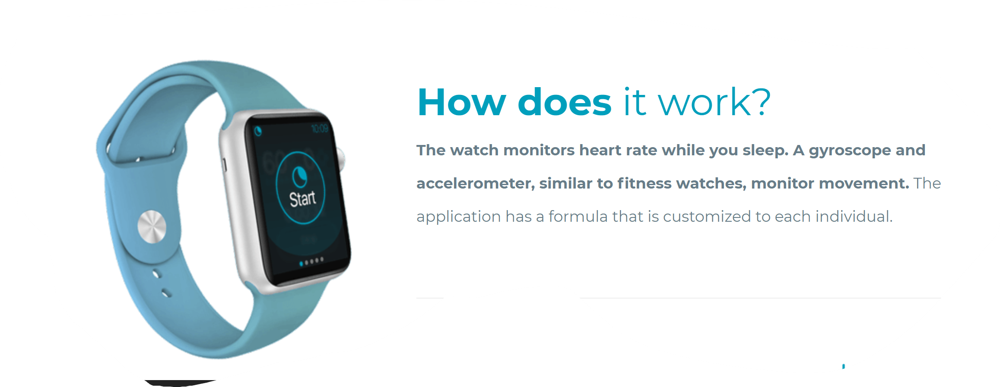 How does it work?
The watch monitors heart rate while you sleep. A gyroscope and
accelerometer, similar to fitness watches, monitor movement. The
application has a formula that is customized to each individual.
10:09
Start